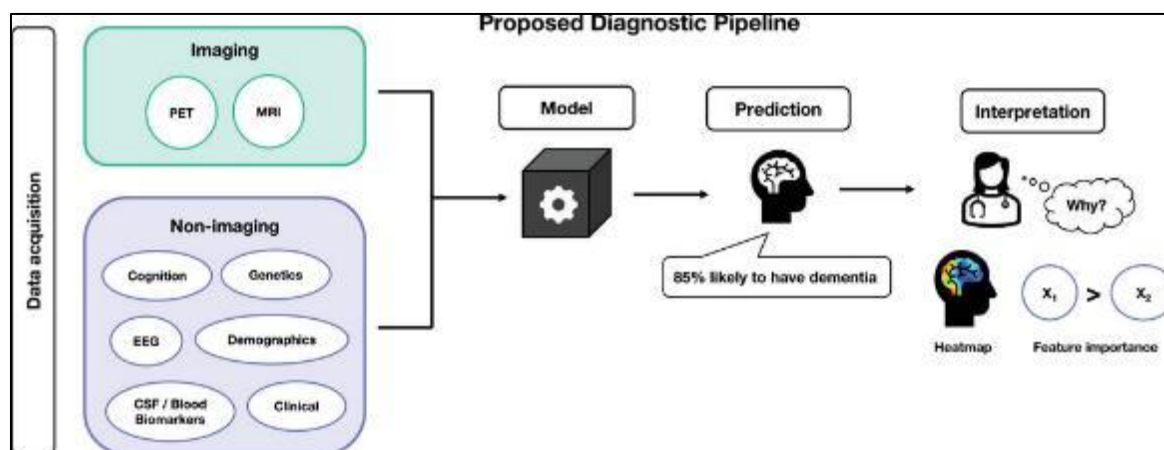 Proposed Diagnostic Pipeline
Data acquisition
Imaging
PET
MRI
Non-imaging
Cognition
Genetics
EEG
Demographics
CSF / Blood
Biomarkers
Clinical
Model
Prediction
85% likely to have dementia
Interpretation
Why?
Heatmap
X₁ > X₂
Feature importance